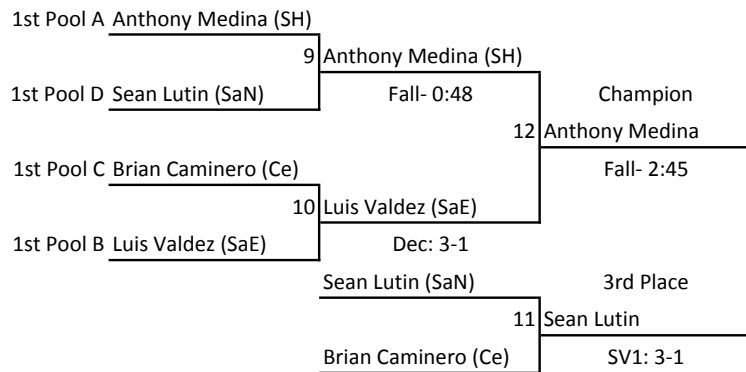 1st Pool A Anthony Medina (SH)
9 Anthony Medina (SH)
1st Pool D Sean Lutin (SaN) Fall- 0:48 Champion
12 Anthony Medina
1st Pool C Brian Caminero (Ce) Fall- 2:45
10 Luis Valdez (SaE)
1st Pool B Luis Valdez (SaE) Dec: 3-1
Sean Lutin (SaN) 3rd Place
11 Sean Lutin
Brian Caminero (Ce) SV1: 3-1